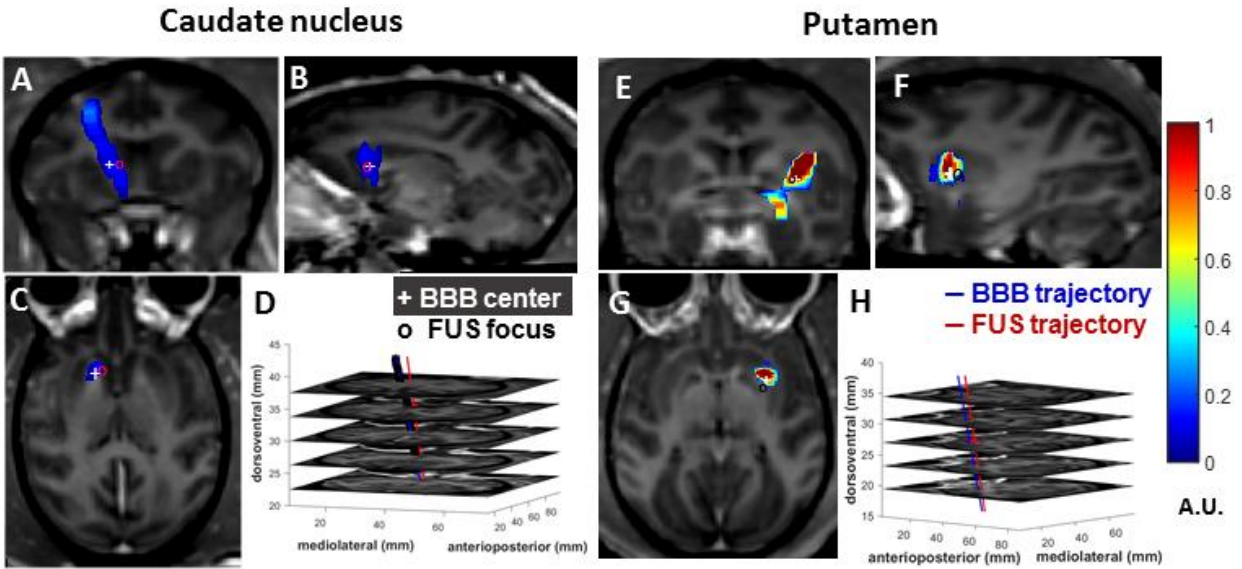 Caudate nucleus
Putamen
A
B
C
D
+ BBB center
o FUS focus
45
40
35
30
25
20
dorsoventral (mm)
20
40
60
mediolateral (mm)
20 40 60 80
anterioposterior (mm)
E
F
G
H
BBB trajectory
FUS trajectory
40
35
30
25
20
15
dorsoventral (mm)
20 40 60 80
anterioposterior (mm)
20
40
60
mediolateral (mm)
1
0.8
0.6
0.4
0.2
0
A.U.